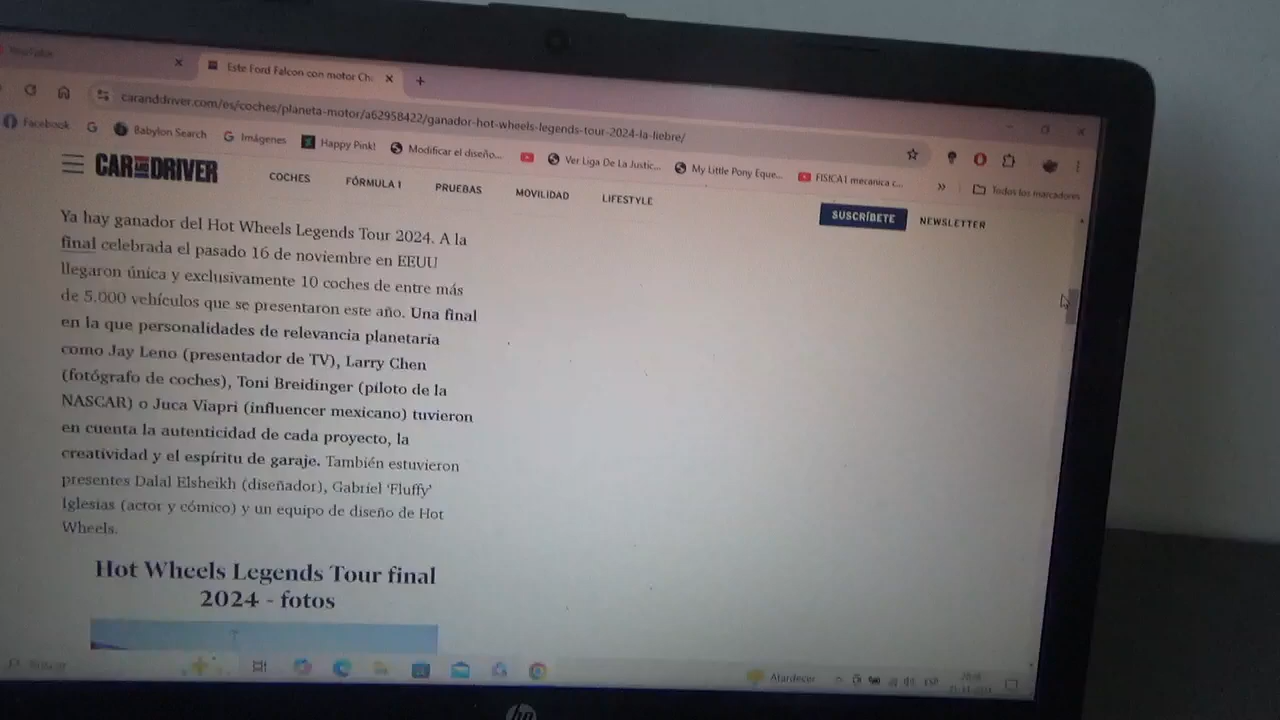 YouTube
Este Ford Falcon con motor Ch
caranddriver.com/es/coches/planeta-motor/a62958422/ganador-hot-wheels-legends-tour-2024-la-liebre/
Facebook
Babylon Search
Imágenes
Happy Pink!
Modificar el diseño...
Ver Liga De La Justic...
My Little Pony Eque...
FISICA I mecanica c...
»
Todos los marcadores
CAR AND DRIVER
COCHES
FÓRMULA 1
PRUEBAS
MOVILIDAD
LIFESTYLE
SUSCRÍBETE
NEWSLETTER
Ya hay ganador del Hot Wheels Legends Tour 2024. A la
final celebrada el pasado 16 de noviembre en EEUU
llegaron única y exclusivamente 10 coches de entre más
de 5.000 vehículos que se presentaron este año. Una final
en la que personalidades de relevancia planetaria
como Jay Leno (presentador de TV), Larry Chen
(fotógrafo de coches), Toni Breidinger (piloto de la
NASCAR) o Juca Viapri (influencer mexicano) tuvieron
en cuenta la autenticidad de cada proyecto, la
creatividad y el espíritu de garaje. También estuvieron
presentes Dalal Elsheikh (diseñador), Gabriel ‘Fluffy’
Iglesias (actor y cómico) y un equipo de diseño de Hot
Wheels.
Hot Wheels Legends Tour final
2024 - fotos
Buscar
Atardecer
ESP
hp